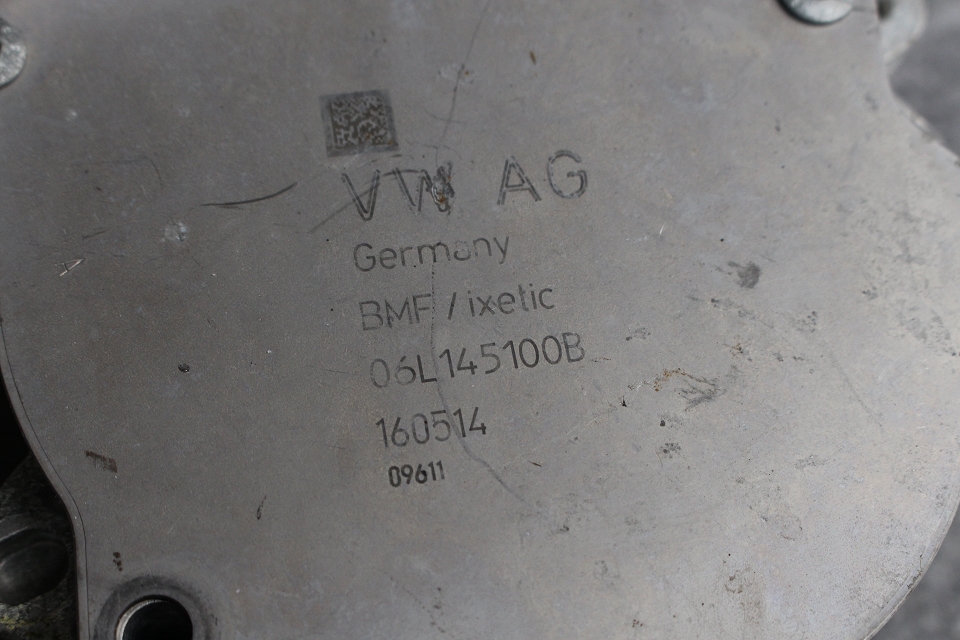 VW AG
Germany
BMF / ixetic
06L145100B
160514
09611